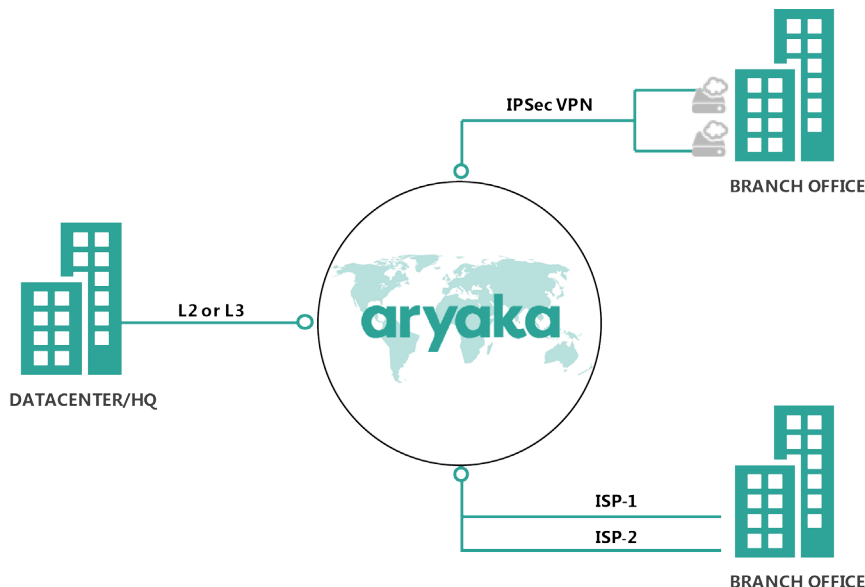 IPSec VPN
BRANCH OFFICE
L2 or L3
aryaka
DATACENTER/HQ
ISP-1
ISP-2
BRANCH OFFICE